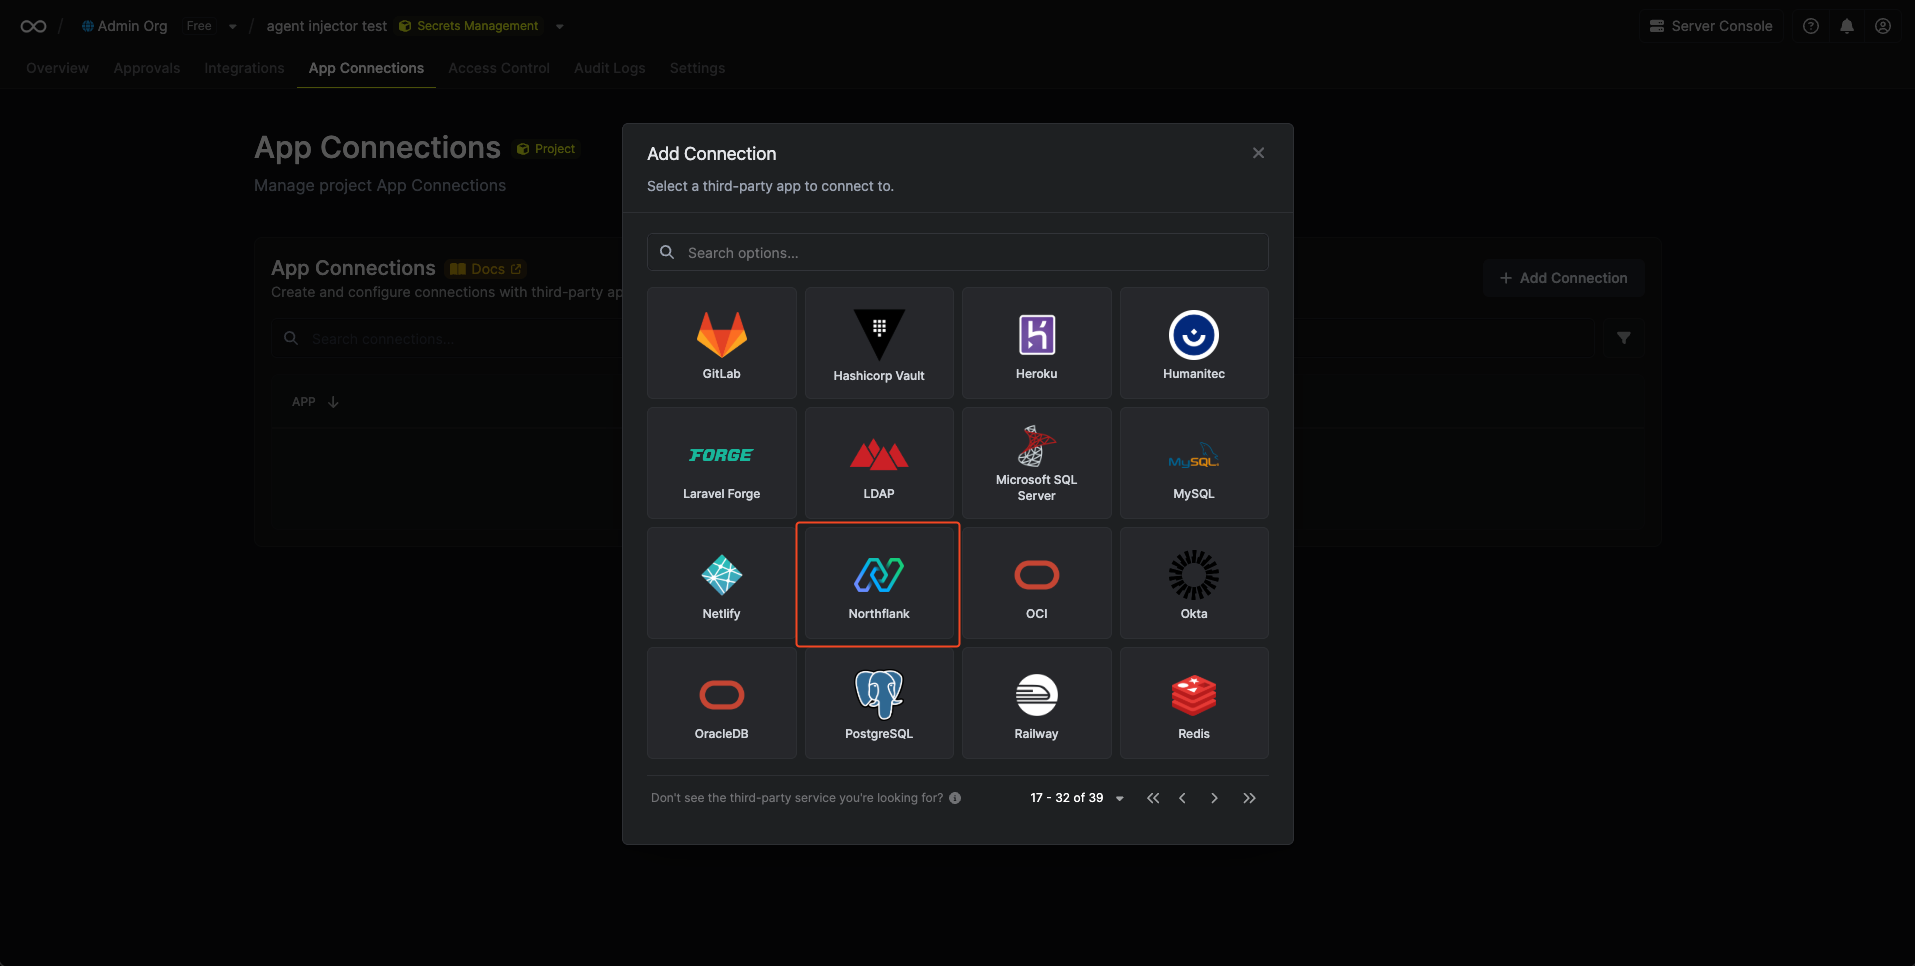 / Admin Org Free / agent injector test Secrets Management Server Console
Overview Approvals Integrations App Connections Access Control Audit Logs Settings
App Connections Project
Manage project App Connections
App Connections Docs
Create and configure connections with third-party ap
Add Connection
Search connections...
APP
Add Connection
Select a third-party app to connect to.
Search options...
GitLab
Hashicorp Vault
Heroku
Humanitec
FORGE
Laravel Forge
LDAP
Microsoft SQL
Server
MySQL
MySQL
Netlify
Northflank
OCI
Okta
OracleDB
PostgreSQL
Railway
Redis
Don't see the third-party service you're looking for?
17 - 32 of 39